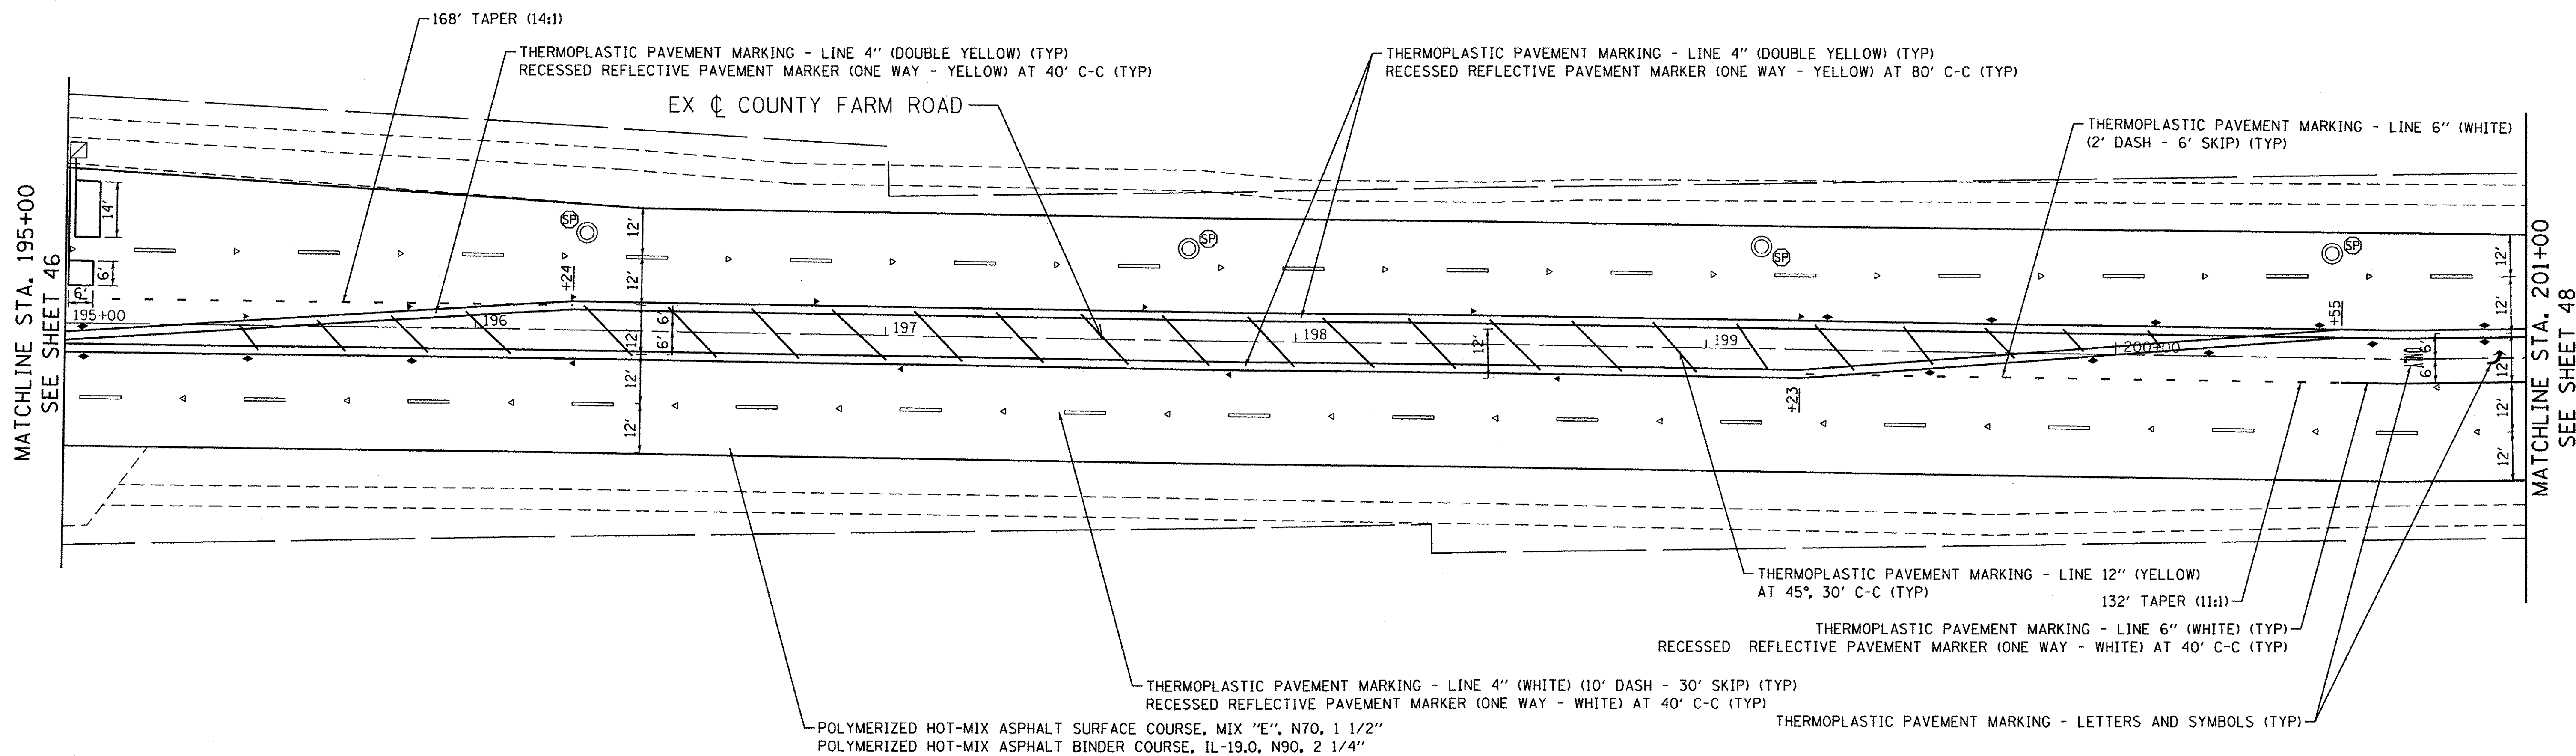 168' TAPER (14:1)
THERMOPLASTIC PAVEMENT MARKING - LINE 4" (DOUBLE YELLOW) (TYP)
RECESSED REFLECTIVE PAVEMENT MARKER (ONE WAY - YELLOW) AT 40' C-C (TYP)
THERMOPLASTIC PAVEMENT MARKING - LINE 4" (DOUBLE YELLOW) (TYP)
RECESSED REFLECTIVE PAVEMENT MARKER (ONE WAY - YELLOW) AT 80' C-C (TYP)
EX ℄ COUNTY FARM ROAD
THERMOPLASTIC PAVEMENT MARKING - LINE 6" (WHITE)
(2' DASH - 6' SKIP) (TYP)
MATCHLINE STA. 195+00
SEE SHEET 46
14'
6'
6'
SP
SP
SP
SP
12'
12'
12'
12'
12'
6'
6'
+24
195+00
196
197
198
199
200+00
12'
+23
+55
12'
12'
12'
12'
12'
6'
6'
MATCHLINE STA. 201+00
SEE SHEET 48
THERMOPLASTIC PAVEMENT MARKING - LINE 12" (YELLOW)
AT 45°, 30' C-C (TYP)
132' TAPER (11:1)
THERMOPLASTIC PAVEMENT MARKING - LINE 6" (WHITE) (TYP)
RECESSED REFLECTIVE PAVEMENT MARKER (ONE WAY - WHITE) AT 40' C-C (TYP)
THERMOPLASTIC PAVEMENT MARKING - LINE 4" (WHITE) (10' DASH - 30' SKIP) (TYP)
RECESSED REFLECTIVE PAVEMENT MARKER (ONE WAY - WHITE) AT 40' C-C (TYP)
THERMOPLASTIC PAVEMENT MARKING - LETTERS AND SYMBOLS (TYP)
POLYMERIZED HOT-MIX ASPHALT SURFACE COURSE, MIX "E", N70, 1 1/2"
POLYMERIZED HOT-MIX ASPHALT BINDER COURSE, IL-19.0, N90, 2 1/4"